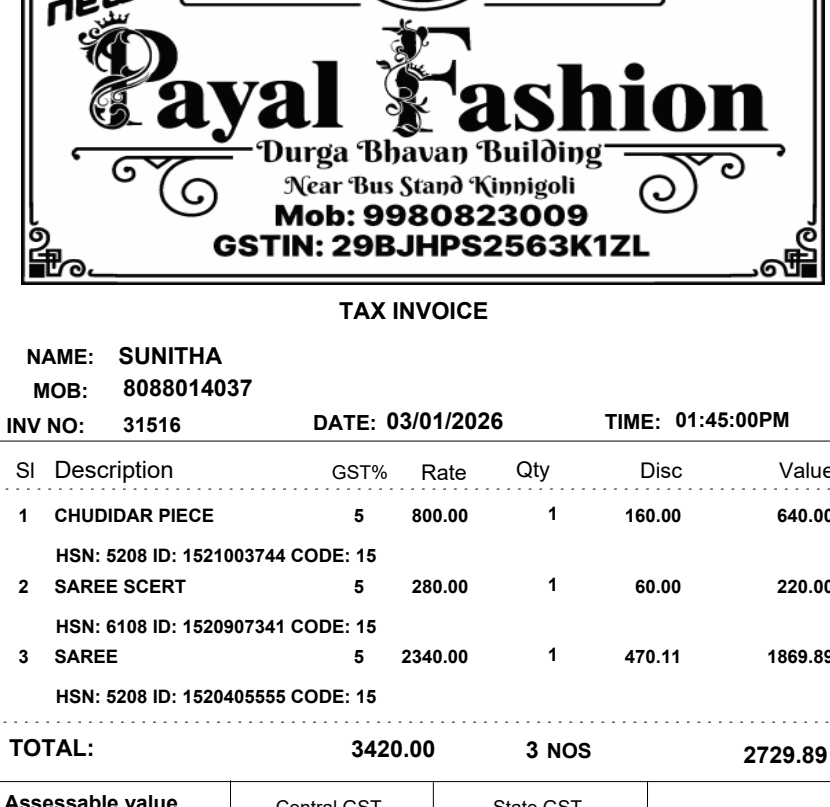 new
Payal Fashion
Durga Bhavan Building
Near Bus Stand Kinnigoli
Mob: 9980823009
GSTIN: 29BJHPS2563K1ZL
TAX INVOICE
NAME: SUNITHA
MOB: 8088014037
INV NO: 31516 DATE: 03/01/2026 TIME: 01:45:00PM
Sl Description GST% Rate Qty Disc Value
1 CHUDIDAR PIECE 5 800.00 1 160.00 640.00
HSN: 5208 ID: 1521003744 CODE: 15
2 SAREE SCERT 5 280.00 1 60.00 220.00
HSN: 6108 ID: 1520907341 CODE: 15
3 SAREE 5 2340.00 1 470.11 1869.89
HSN: 5208 ID: 1520405555 CODE: 15
TOTAL: 3420.00 3 NOS 2729.89
Assessable value Central GST State GST